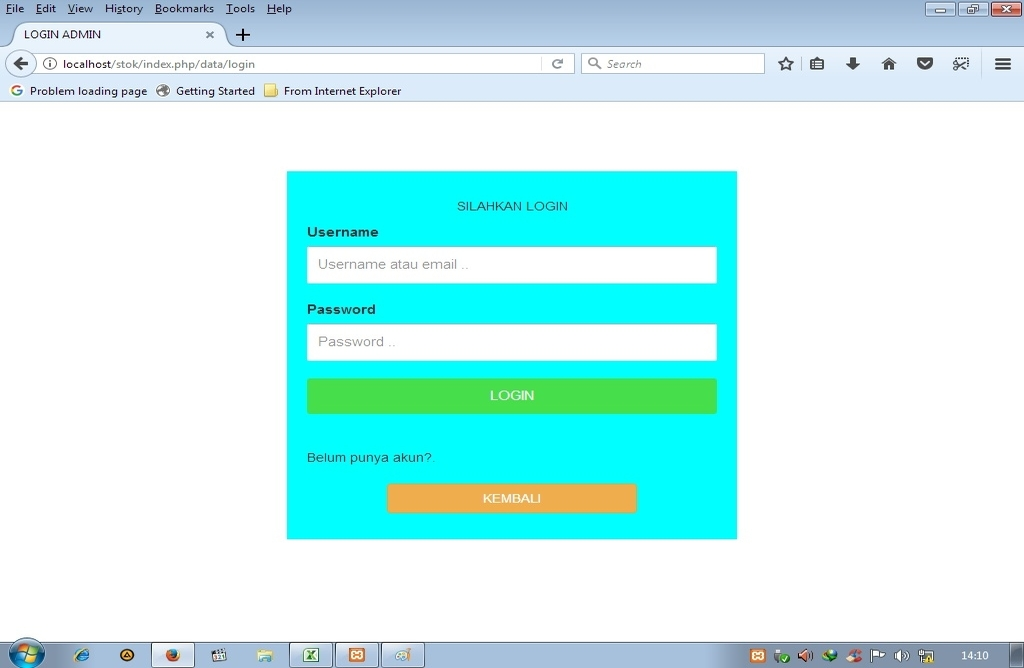 File Edit View History Bookmarks Tools Help
LOGIN ADMIN
localhost/stok/index.php/data/login
Search
Problem loading page Getting Started From Internet Explorer
SILAHKAN LOGIN
Username
Username atau email ..
Password
Password ..
LOGIN
Belum punya akun?.
KEMBALI
14:10